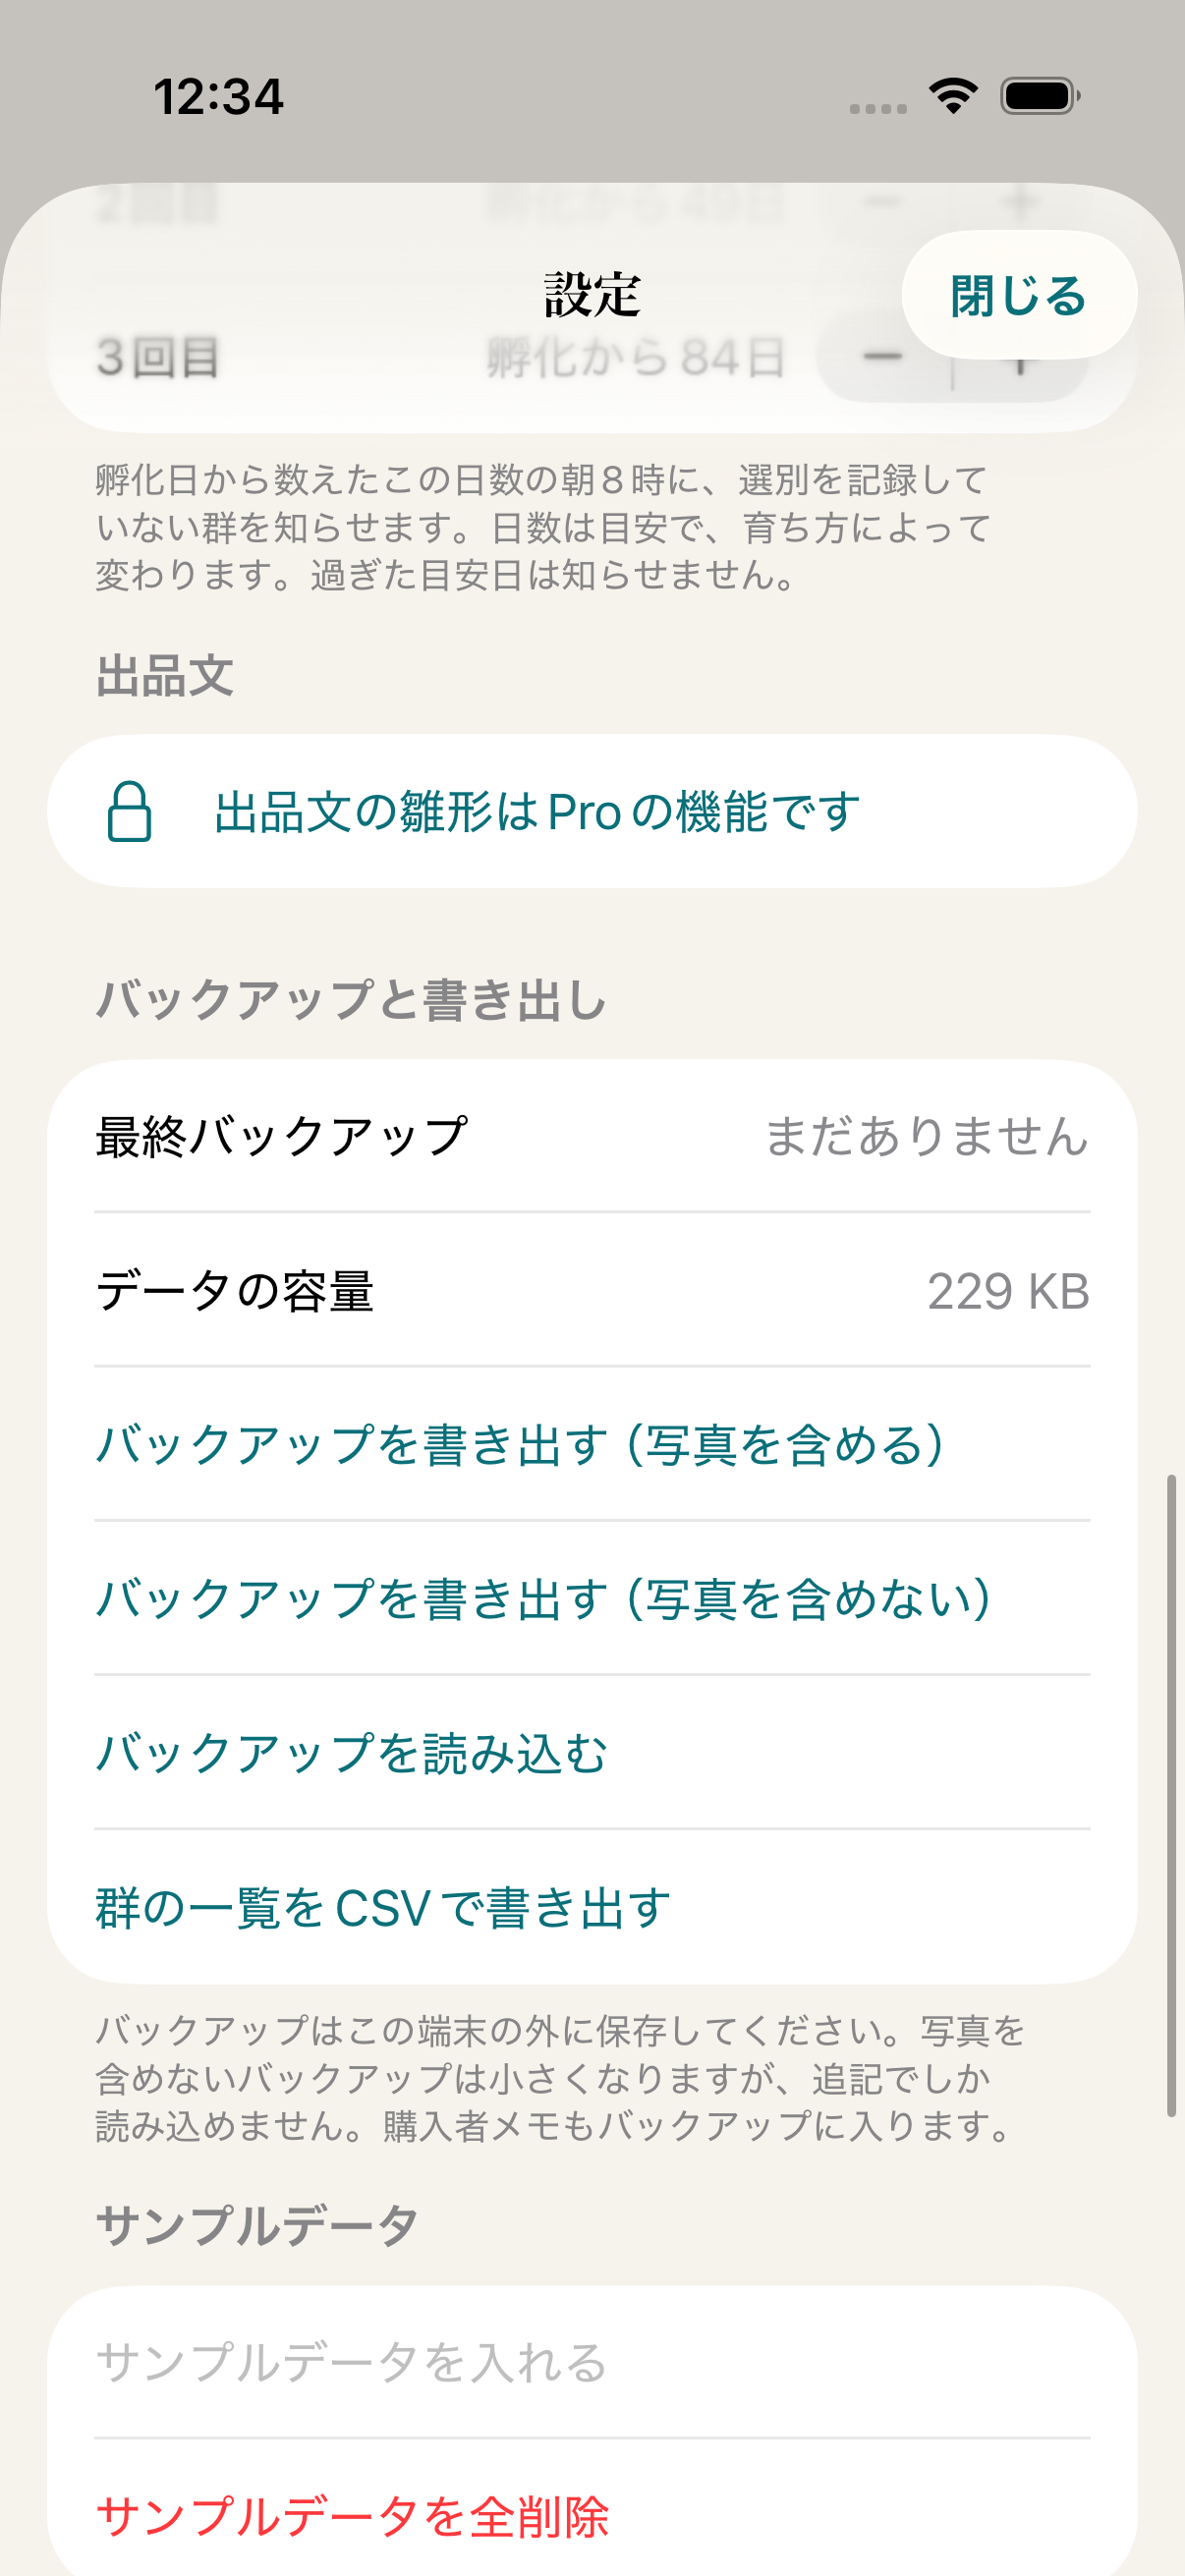 12:34
2回目 孵化から49日
設定
閉じる
3回目 孵化から84日
孵化日から数えたこの日数の朝8時に、選別を記録して
いない群を知らせます。日数は目安で、育ち方によって
変わります。過ぎた目安日は知らせません。
出品文
出品文の雛形はProの機能です
バックアップと書き出し
最終バックアップ まだありません
データの容量 229 KB
バックアップを書き出す（写真を含める）
バックアップを書き出す（写真を含めない）
バックアップを読み込む
群の一覧をCSVで書き出す
バックアップはこの端末の外に保存してください。写真を
含めないバックアップは小さくなりますが、追記でしか
読み込めません。購入者メモもバックアップに入ります。
サンプルデータ
サンプルデータを入れる
サンプルデータを全削除